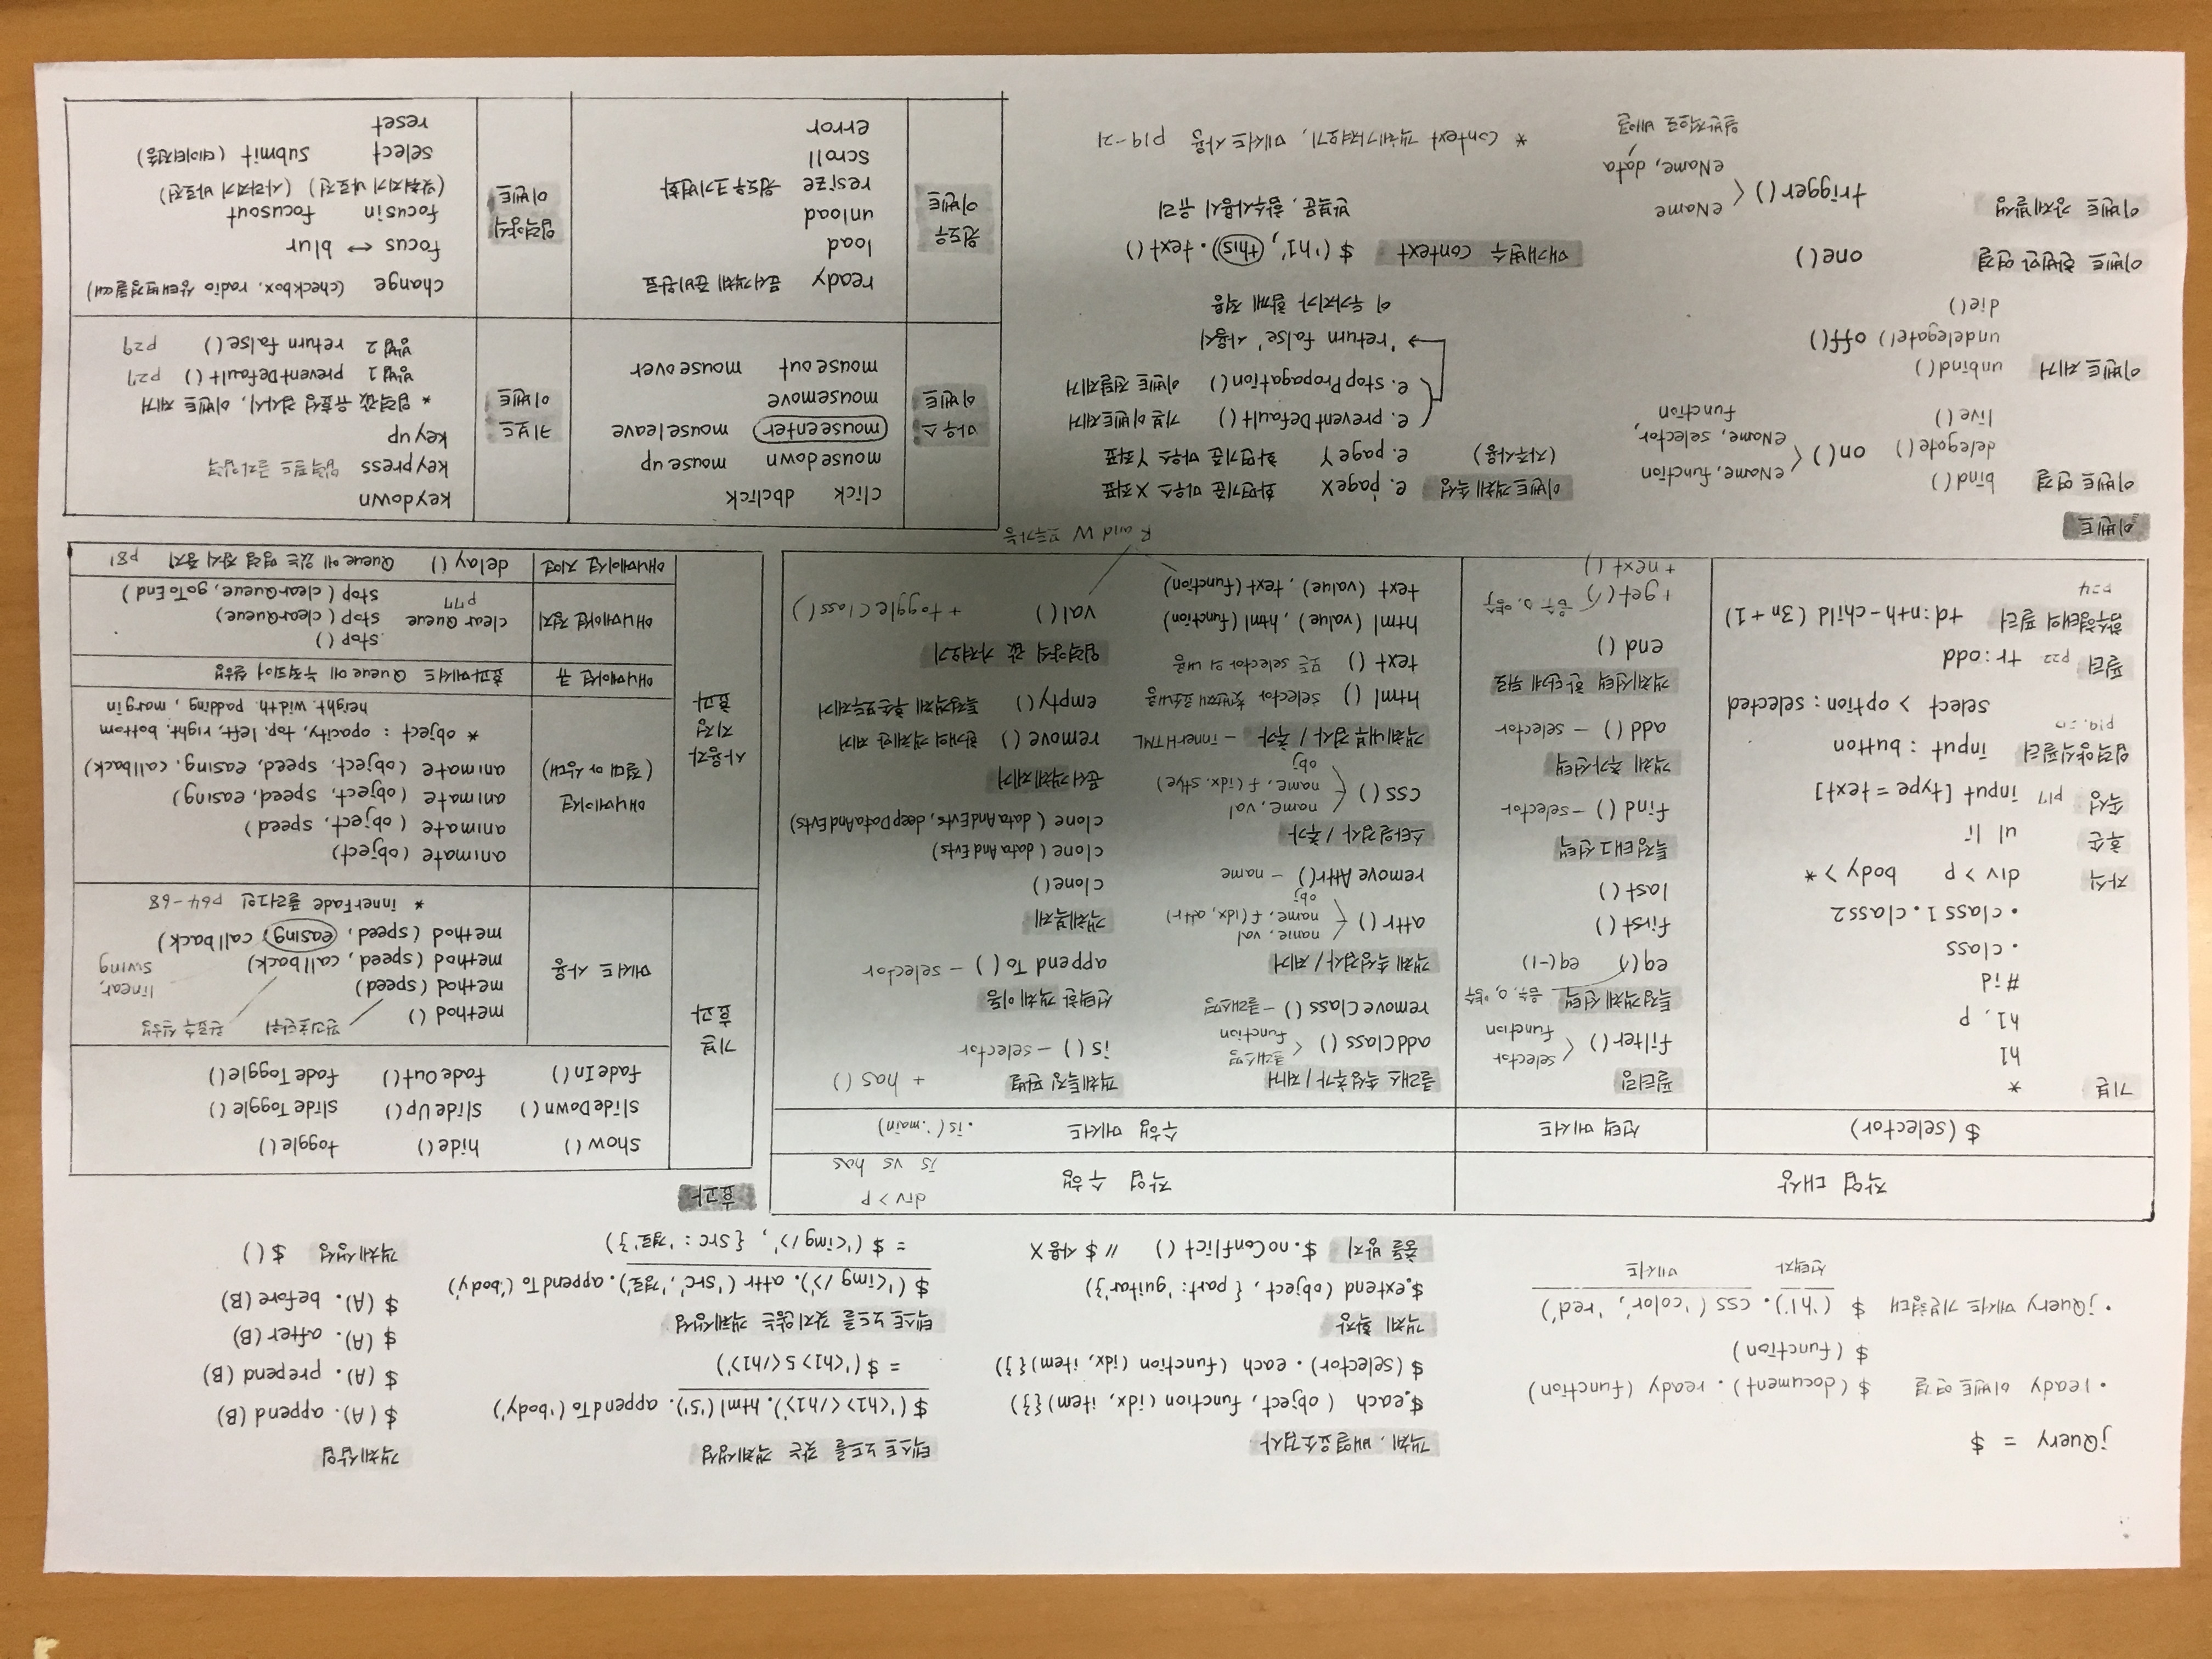 jQuery = $
· ready 이벤트 연결 $(document).ready(function)
$(function)
· jQuery 메서드 기본형태 $('h1').css('color', 'red')
선택자 메서드
객체, 배열요소검사
$.each (object, function(idx, item){})
$(selector).each (function(idx, item){})
객체 확장
$.extend (object, {part: 'guitar'})
충돌 방지 $.noConflict() // $ 사용 X
텍스트 노드를 갖는 객체생성
$('<h1></h1>').html('5').appendTo('body')
= $('<h1>5</h1>')
텍스트 노드를 갖지 않는 객체생성
$('<img/>').attr('src','경로').appendTo('body')
= $('<img/>', {src:'경로'})
객체삽입
$(A).append(B)
$(A).prepend(B)
$(A).after(B)
$(A).before(B)
객체생성 $()
작업 대상
$(selector)
선택 메서드
기본 *
h1
h1, p
#id
.class
.class1.class2
자식 div > p body > *
후손 ul li
속성 p17 input [type=text]
입력양식필터 input : button
select > option : selected
필터 p22 tr:odd
함수형태의 필터 td:nth-child(3n+1)
필터링
filter() < selector
function
특정객체 선택 음수, 0, 양수
eq() eq(-1)
first()
last()
특정태그 선택
find() - selector
객체 추가선택
add() - selector
객체선택 한단계 뒤로
end()
+get() 음수, 0, 양수
+next()
작업 수행
div > p
is vs has
수행 메서드 .is('.main)
클래스 속성추가 / 제거
addClass() < 클래스명
function
removeClass() - 클래스명
객체 속성검사 / 제거
attr() < name, val
name, f(idx, attr)
obj
removeAttr() - name
스타일검사 / 추가
css() < name, val
name, f(idx. style)
obj
객체내부 검사 / 추가 - innerHTML
html() selector 첫번째 요소내용
text() 모든 selector의 내용
html(value), html(function)
text(value), text(function)
R and W 모두가능
객체특징 판별
is() - selector + has()
선택한 객체 이동
appendTo() - selector
객체복제
clone()
clone(dataAndEvts)
clone(dataAndEvts, deepDataAndEvts)
문서객체제거
remove() 한개의 객체만 제거
empty() 특정객체 후손모두제거
입력양식 값 가져오기
val() + toggleClass()
효과
기본
효과
show() hide() toggle()
slideDown() slideUp() slideToggle()
fadeIn() fadeOut() fadeToggle()
메서드 사용
method()
method(speed) 완료수 실행
method(speed, callback)
method(speed, easing, callback) linear,
swing
* innerFade 플러그인 p64-68
사용자
지정
효과
애니메이션
animate(object)
animate(object, speed)
animate(object, speed, easing)
animate(object, speed, easing, callback)
* object : opacity, top, left, right, bottom
height, width, padding, margin
애니메이션 큐 효과메서드 Queue에 누적되어 실행
애니메이션 정지 clear Queue .stop()
p77 stop(clearQueue)
stop(clearQueue, goToEnd)
애니메이션 지연 delay() Queue에 있는 명령 잠시 중지 p81
이벤트
이벤트 연결 bind()
delegate()
live()
on() < eName, function
eName, selector,
function
이벤트 제거 unbind()
undelegate() off()
die()
이벤트 한번만 연결 one()
이벤트 강제발생 trigger() < eName
eName, data
일반적으로 배열
이벤트객체 속성
(자주사용)
e.pageX 화면기준 마우스 X좌표
e.pageY 화면기준 마우스 Y좌표
e.preventDefault() 기본 이벤트제거
e.stopPropagation() 이벤트 전달제거
→ 'return false' 사용시
이 두가지가 함께 적용
매개변수 context $('h1', this).text()
반복문, 함수사용시 유리
* Context 객체가져오기, 메서드 사용 p19-21
마우스
이벤트
click dbclick
mousedown mouseup
mouseenter mouseleave
mousemove
mouseout mouseover
윈도우
이벤트
ready 문서객체 준비완료
load
unload
resize 윈도우 크기변화
scroll
error
키보드
이벤트
keydown
keypress 입력필드 글자입력
keyup
* 입력값 유효성 검사시, 이벤트 제거
방법1 preventDefault() p27
방법2 return false() p29
입력양식
이벤트
change (checkbox, radio 상태변경될때)
focus ↔ blur
focusin focusout
(맞춰지기 바로전) (사라지기 바로전)
select submit (데이터전송)
reset